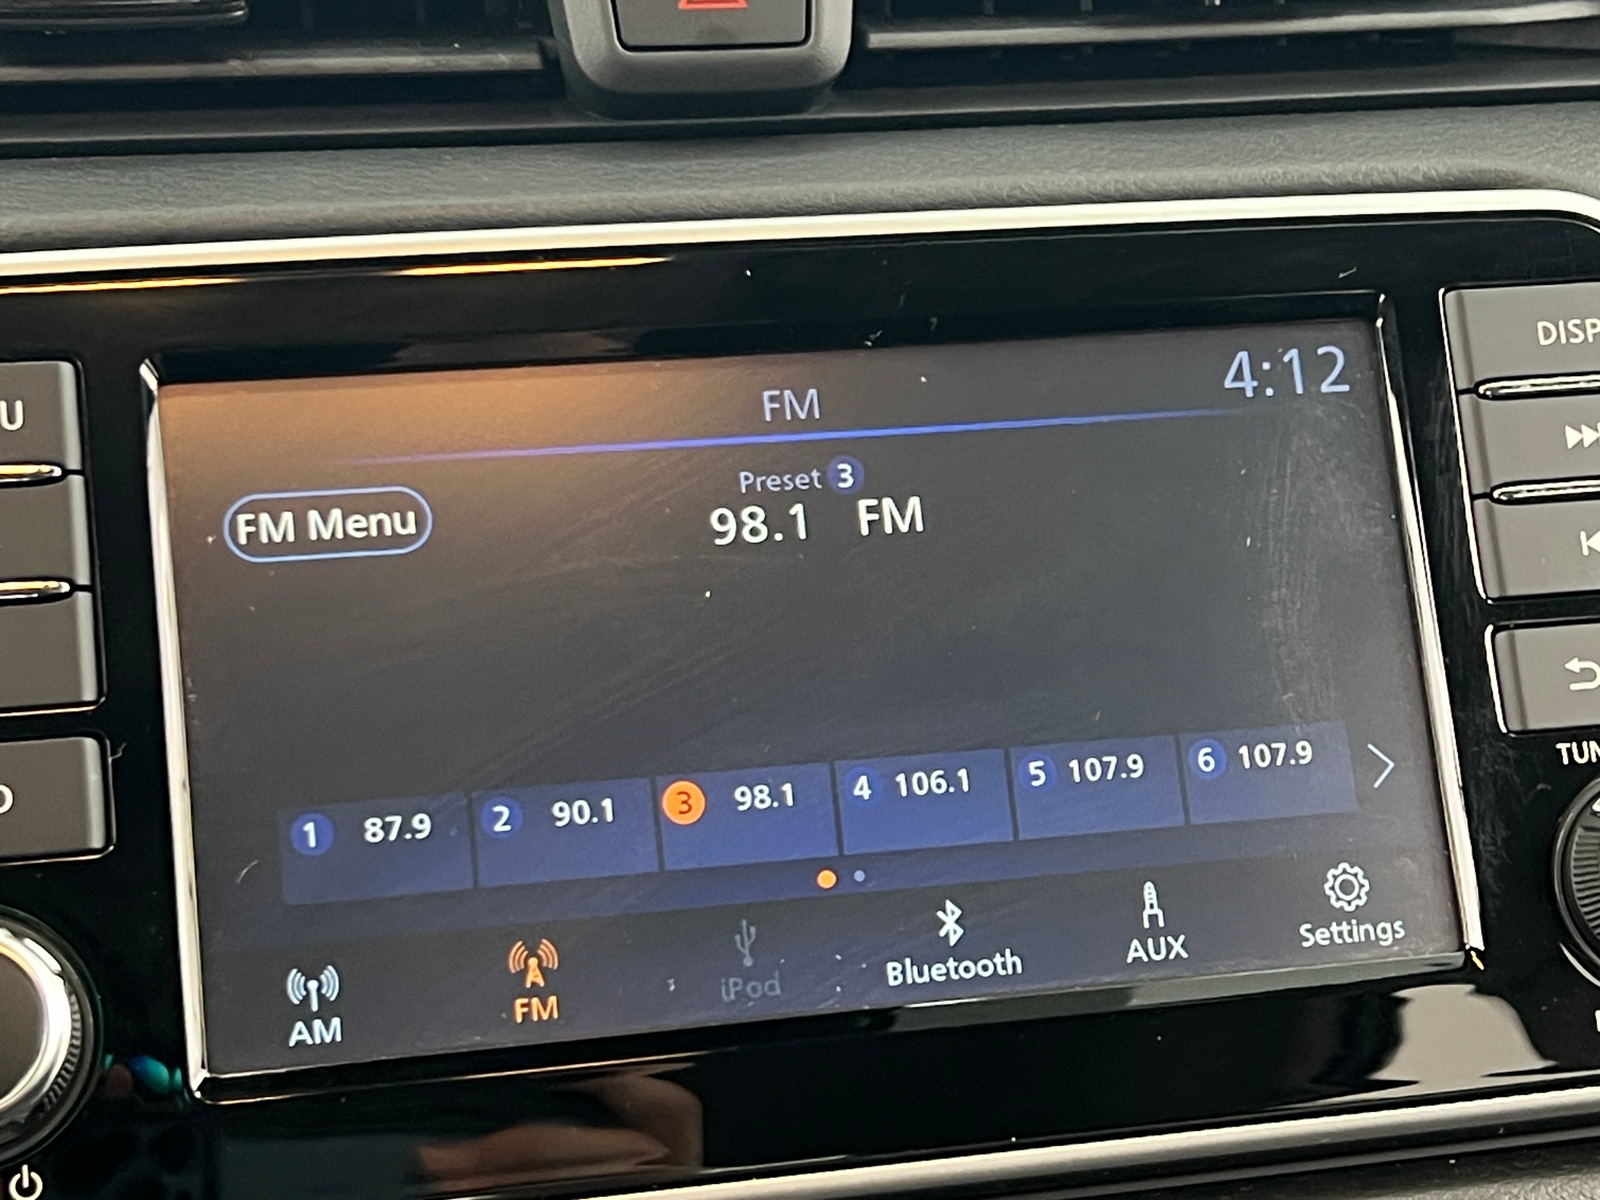 DISP
U
4:12
FM
Preset 3
FM Menu
98.1 FM
1 87.9
2 90.1
3 98.1
4 106.1
5 107.9
6 107.9
TUN
AM
FM
iPod
Bluetooth
AUX
Settings